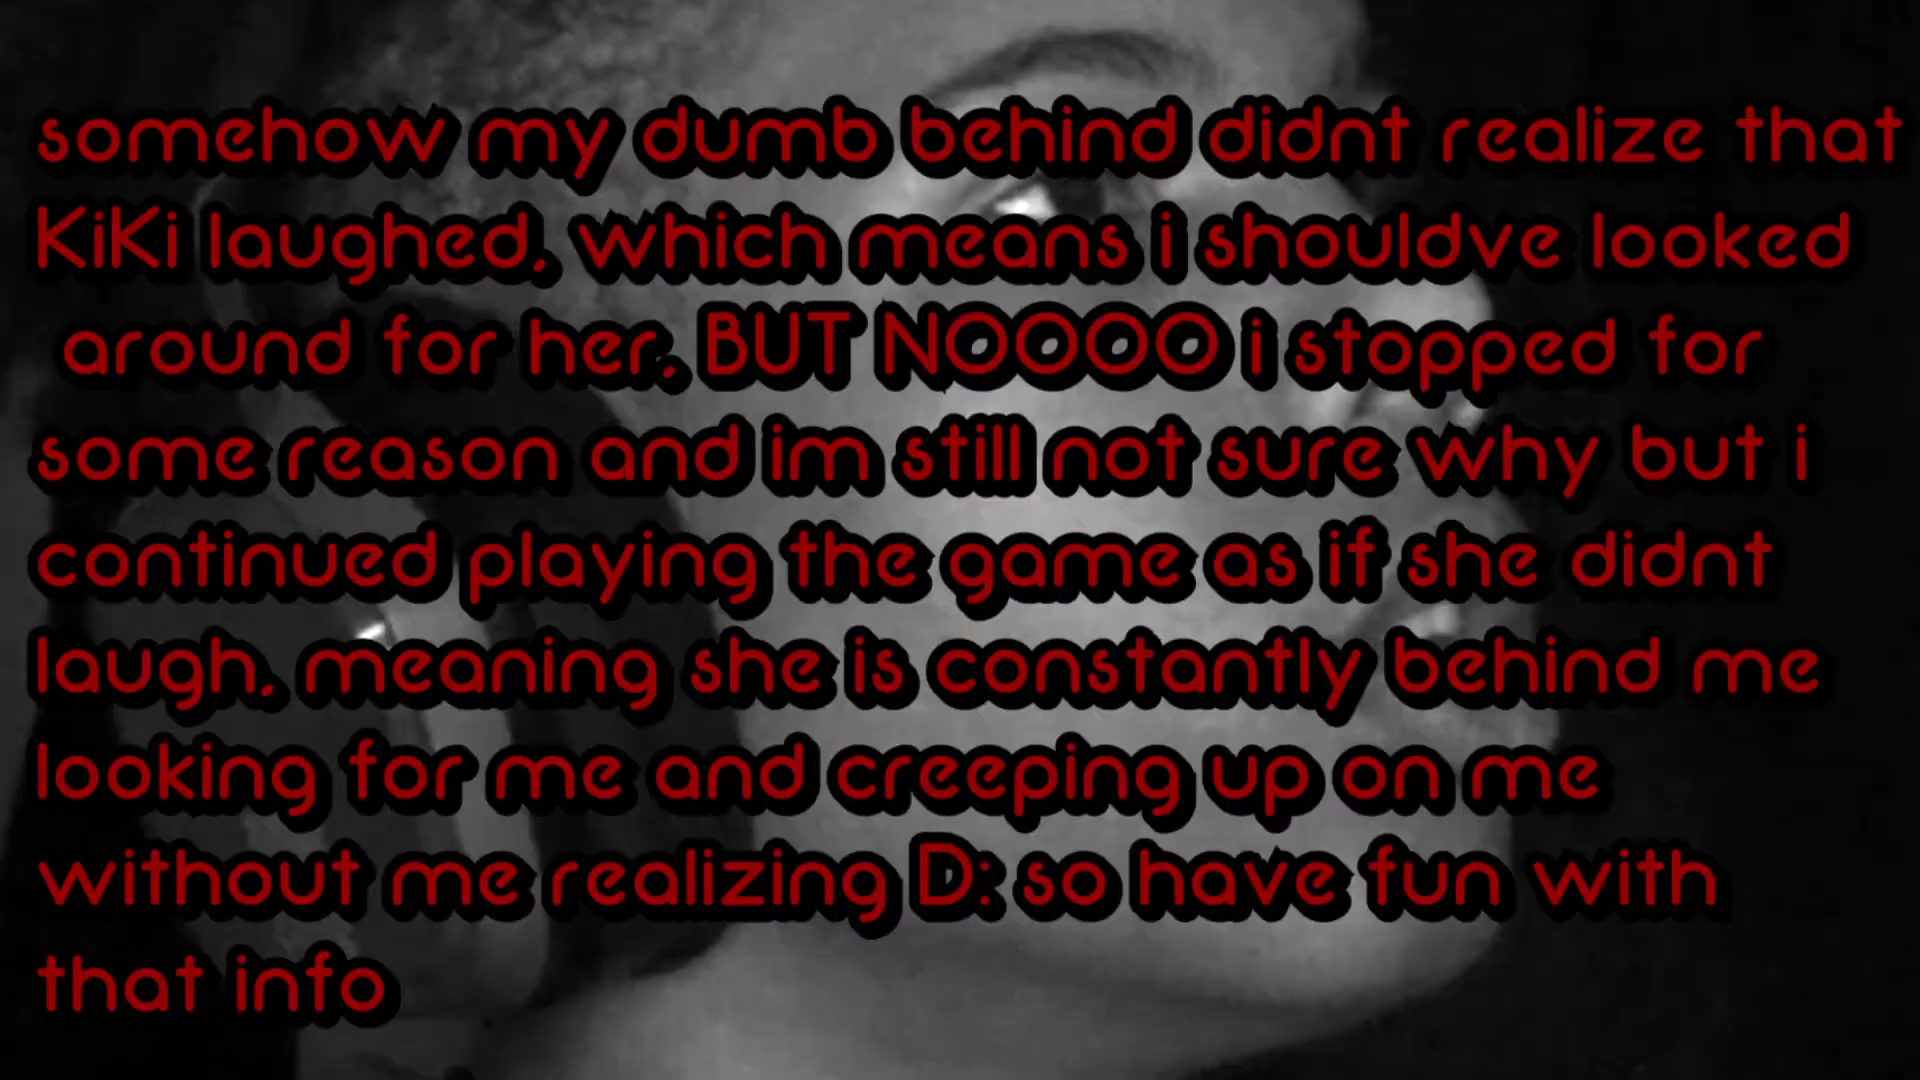 somehow my dumb behind didnt realize that
KiKi laughed, which means i shouldve looked
around for her, BUT NOOOO i stopped for
some reason and im still not sure why but i
continued playing the game as if she didnt
laugh, meaning she is constantly behind me
looking for me and creeping up on me
without me realizing D: so have fun with
that info